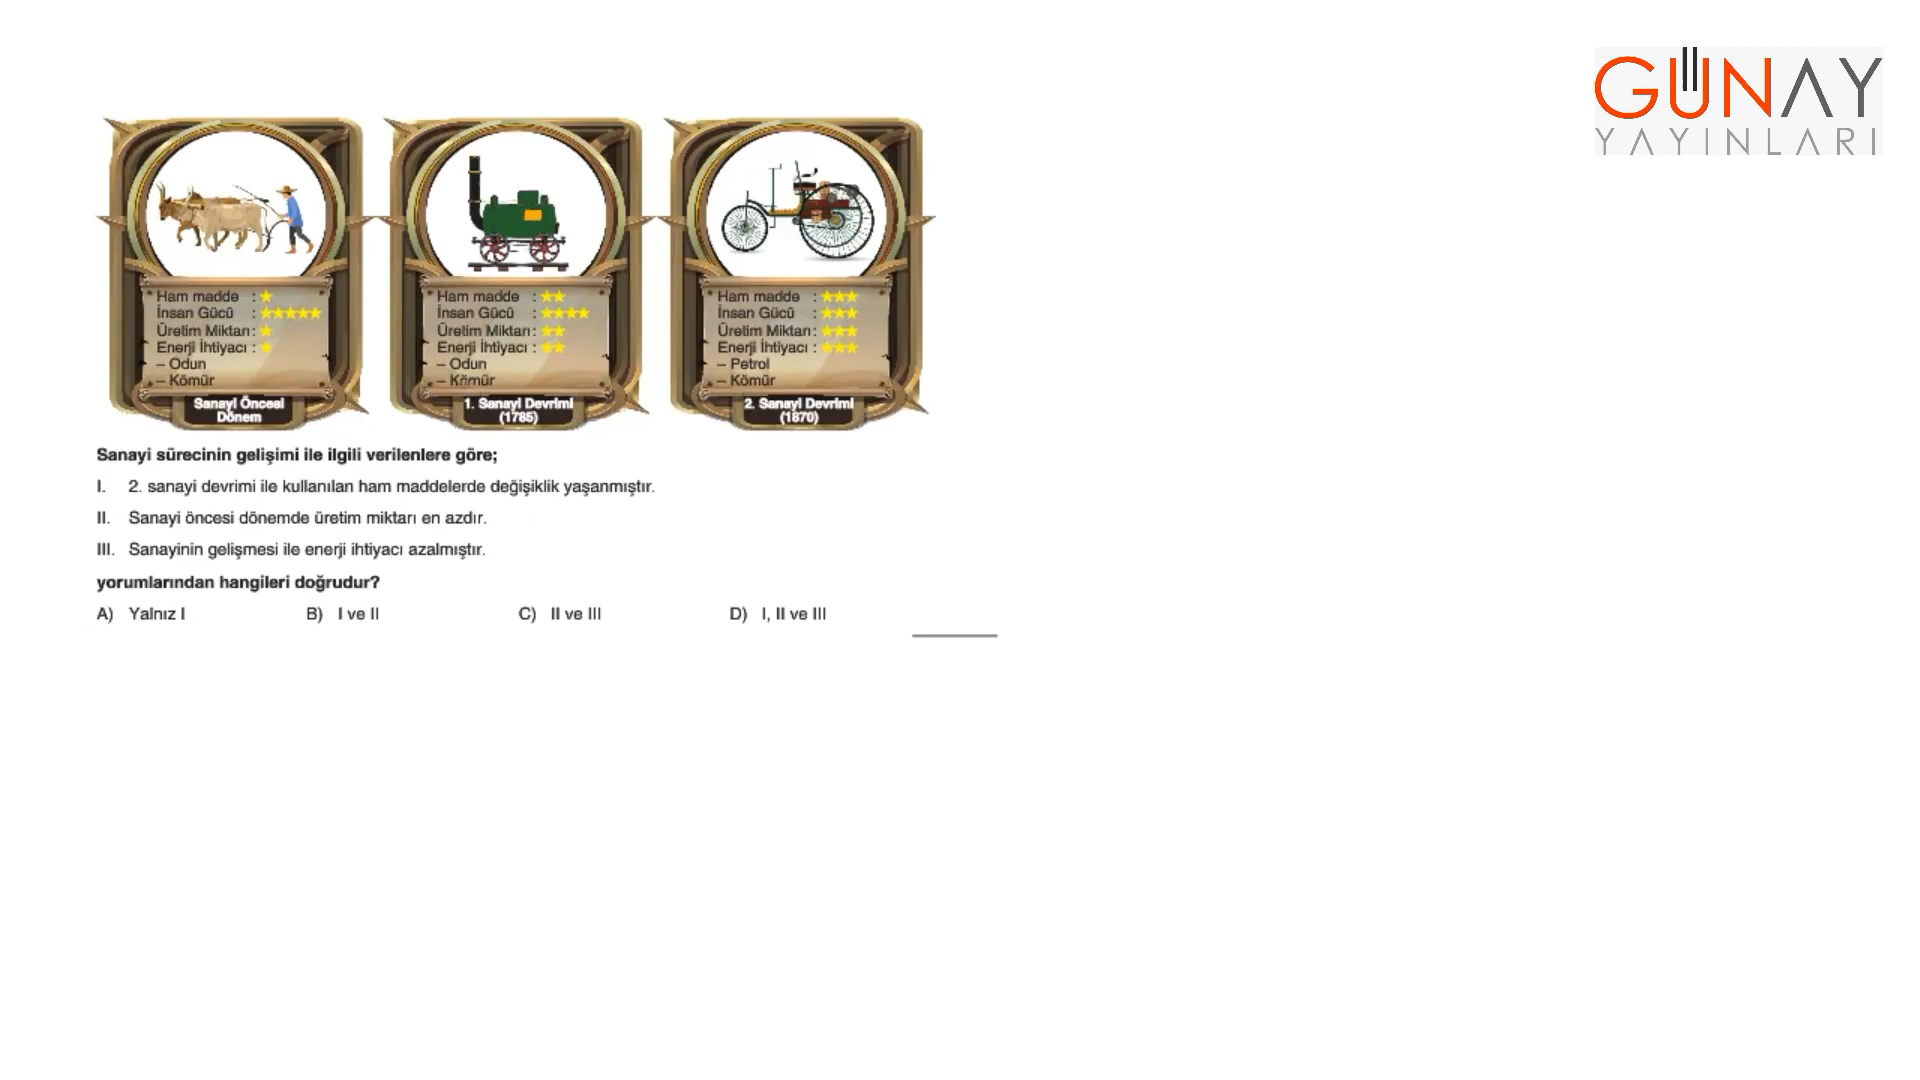 GÜNAY
YAYINLARI
Ham madde : ★
İnsan Gücü : ★★★★★
Üretim Miktarı : ★
Enerji İhtiyacı : ★
– Odun
– Kömür
Sanayi Öncesi
Dönem
Ham madde : ★★
İnsan Gücü : ★★★★
Üretim Miktarı : ★★
Enerji İhtiyacı : ★★
– Odun
– Kömür
1. Sanayi Devrimi
(1785)
Ham madde : ★★★
İnsan Gücü : ★★★
Üretim Miktarı : ★★★
Enerji İhtiyacı : ★★★
– Petrol
– Kömür
2. Sanayi Devrimi
(1870)
Sanayi sürecinin gelişimi ile ilgili verilenlere göre;
I. 2. sanayi devrimi ile kullanılan ham maddelerde değişiklik yaşanmıştır.
II. Sanayi öncesi dönemde üretim miktarı en azdır.
III. Sanayinin gelişmesi ile enerji ihtiyacı azalmıştır.
yorumlarından hangileri doğrudur?
A) Yalnız I B) I ve II C) II ve III D) I, II ve III